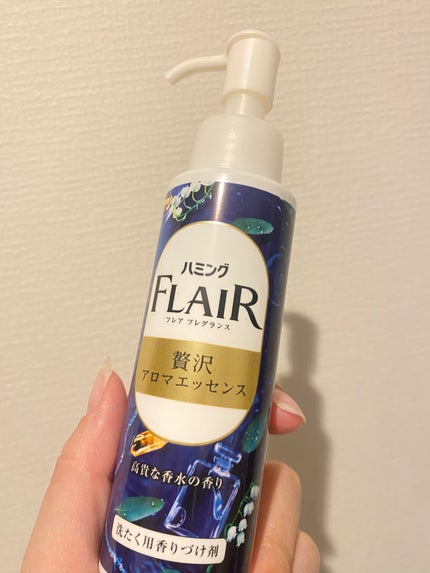 ハミング
FLAIR
フレア フレグランス
贅沢
アロマエッセンス
高貴な香水の香り
洗たく用香りづけ剤